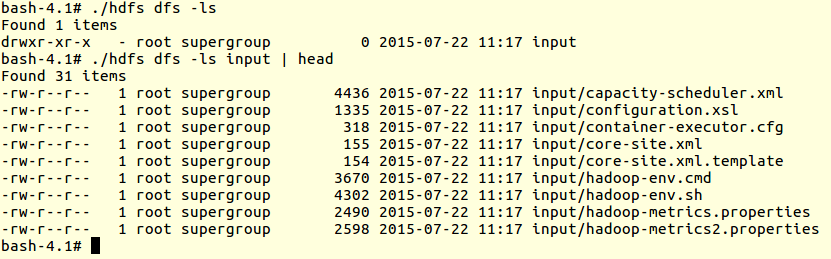 bash-4.1# ./hdfs dfs -ls
Found 1 items
drwxr-xr-x   - root supergroup          0 2015-07-22 11:17 input
bash-4.1# ./hdfs dfs -ls input | head
Found 31 items
-rw-r--r--   1 root supergroup       4436 2015-07-22 11:17 input/capacity-scheduler.xml
-rw-r--r--   1 root supergroup       1335 2015-07-22 11:17 input/configuration.xsl
-rw-r--r--   1 root supergroup        318 2015-07-22 11:17 input/container-executor.cfg
-rw-r--r--   1 root supergroup        155 2015-07-22 11:17 input/core-site.xml
-rw-r--r--   1 root supergroup        154 2015-07-22 11:17 input/core-site.xml.template
-rw-r--r--   1 root supergroup       3670 2015-07-22 11:17 input/hadoop-env.cmd
-rw-r--r--   1 root supergroup       4302 2015-07-22 11:17 input/hadoop-env.sh
-rw-r--r--   1 root supergroup       2490 2015-07-22 11:17 input/hadoop-metrics.properties
-rw-r--r--   1 root supergroup       2598 2015-07-22 11:17 input/hadoop-metrics2.properties
bash-4.1#